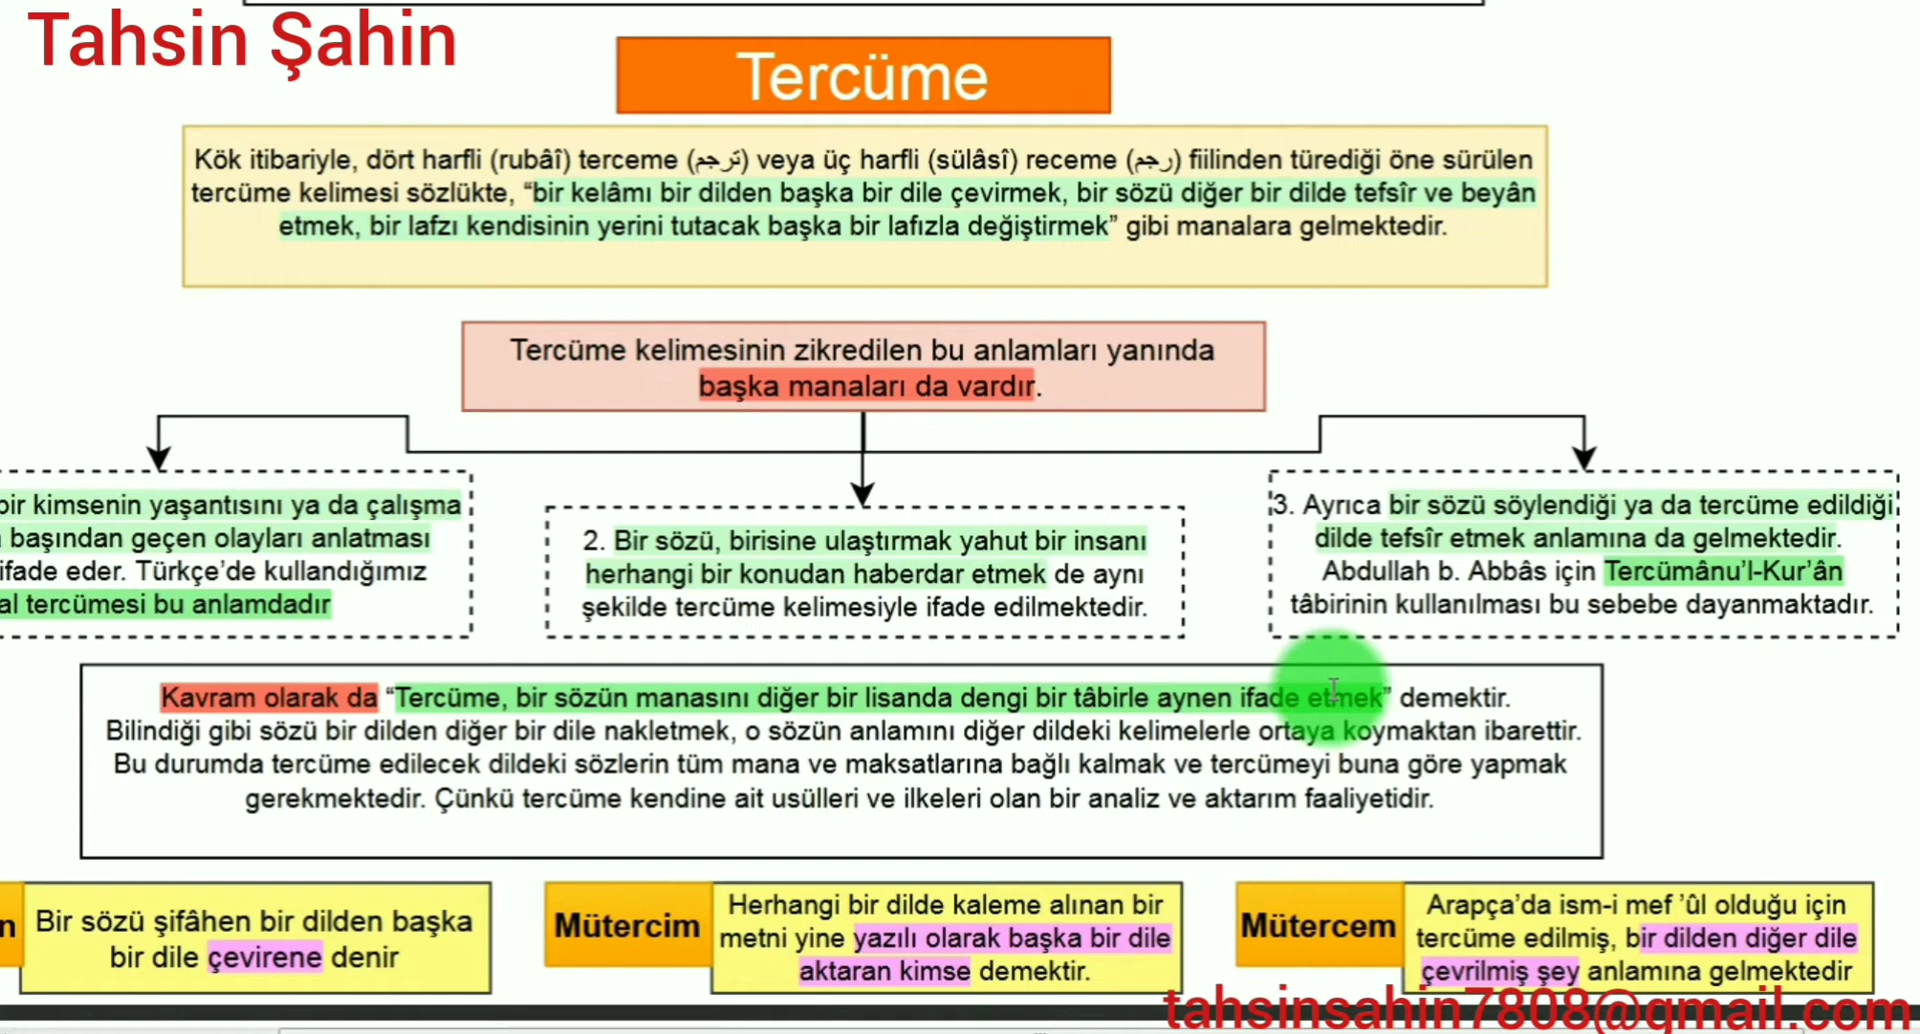 Tahsin Şahin
Tercüme
Kök itibariyle, dört harfli (rubâî) terceme (ترجم) veya üç harfli (sülâsî) receme (رجم) fiilinden türediği öne sürülen
tercüme kelimesi sözlükte, “bir kelâmı bir dilden başka bir dile çevirmek, bir sözü diğer bir dilde tefsîr ve beyân
etmek, bir lafzı kendisinin yerini tutacak başka bir lafızla değiştirmek” gibi manalara gelmektedir.
Tercüme kelimesinin zikredilen bu anlamları yanında
başka manaları da vardır.
bir kimsenin yaşantısını ya da çalışma
başından geçen olayları anlatması
ifade eder. Türkçe’de kullandığımız
al tercümesi bu anlamdadır
2. Bir sözü, birisine ulaştırmak yahut bir insanı
herhangi bir konudan haberdar etmek de aynı
şekilde tercüme kelimesiyle ifade edilmektedir.
3. Ayrıca bir sözü söylendiği ya da tercüme edildiği
dilde tefsîr etmek anlamına da gelmektedir.
Abdullah b. Abbâs için Tercümânu’l-Kur’ân
tâbirinin kullanılması bu sebebe dayanmaktadır.
Kavram olarak da “Tercüme, bir sözün manasını diğer bir lisanda dengi bir tâbirle aynen ifade etmek” demektir.
Bilindiği gibi sözü bir dilden diğer bir dile nakletmek, o sözün anlamını diğer dildeki kelimelerle ortaya koymaktan ibarettir.
Bu durumda tercüme edilecek dildeki sözlerin tüm mana ve maksatlarına bağlı kalmak ve tercümeyi buna göre yapmak
gerekmektedir. Çünkü tercüme kendine ait usülleri ve ilkeleri olan bir analiz ve aktarım faaliyetidir.
n
Bir sözü şifâhen bir dilden başka
bir dile çevirene denir
Mütercim
Herhangi bir dilde kaleme alınan bir
metni yine yazılı olarak başka bir dile
aktaran kimse demektir.
Mütercem
Arapça’da ism-i mef ’ûl olduğu için
tercüme edilmiş, bir dilden diğer dile
çevrilmiş şey anlamına gelmektedir
tahsinsahin7808@gmail.com